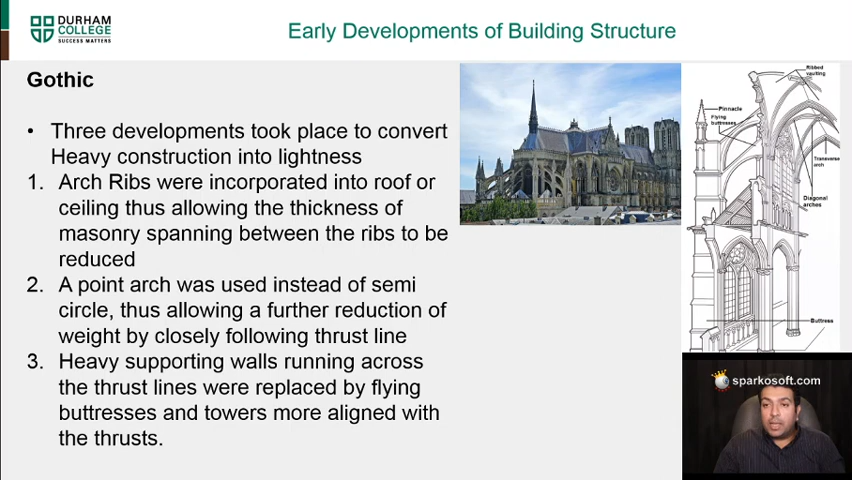 DURHAM
COLLEGE
SUCCESS MATTERS
Early Developments of Building Structure
Gothic
• Three developments took place to convert
Heavy construction into lightness
1. Arch Ribs were incorporated into roof or
ceiling thus allowing the thickness of
masonry spanning between the ribs to be
reduced
2. A point arch was used instead of semi
circle, thus allowing a further reduction of
weight by closely following thrust line
3. Heavy supporting walls running across
the thrust lines were replaced by flying
buttresses and towers more aligned with
the thrusts.
Ribbed
vaulting
Pinnacle
Flying
buttresses
Transverse
arch
Diagonal
arches
Buttress
sparkosoft.com